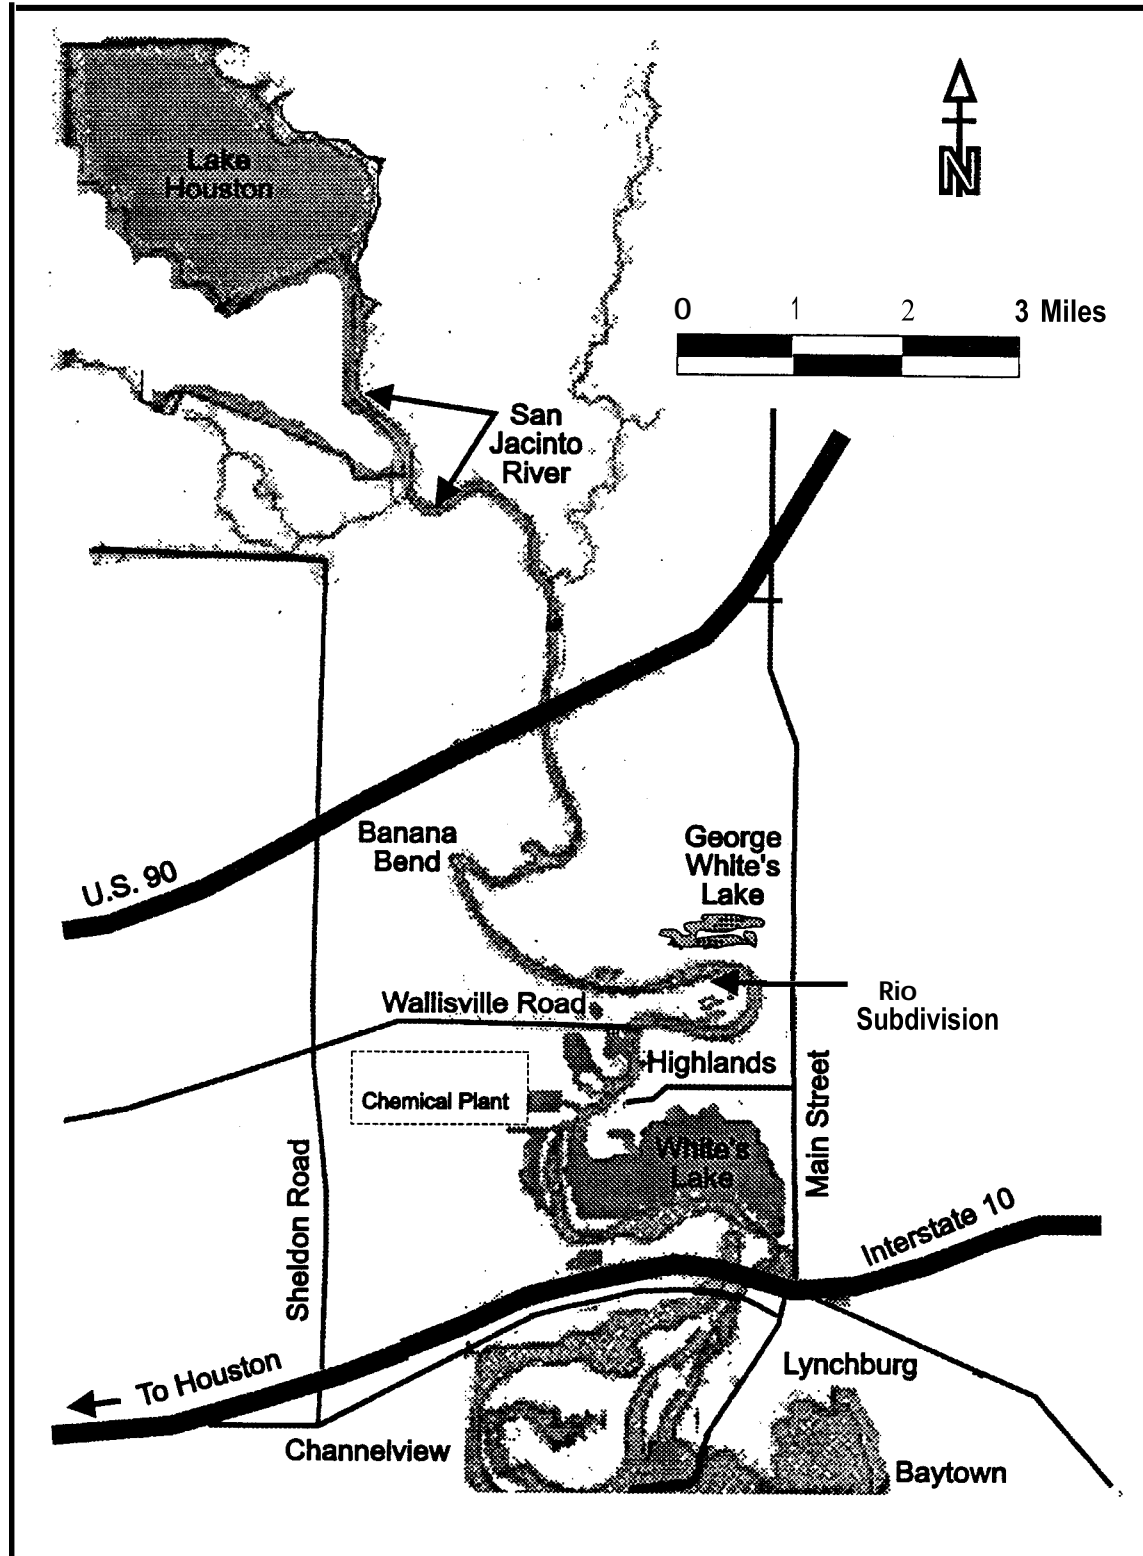 Lake
Houston
N
0 1 2 3 Miles
San
Jacinto
River
Banana
Bend
George
White's
Lake
U.S. 90
Rio
Subdivision
Wallisville Road
Highlands
Chemical Plant
White's
Lake
Main Street
Sheldon Road
Interstate 10
To Houston
Lynchburg
Channelview
Baytown